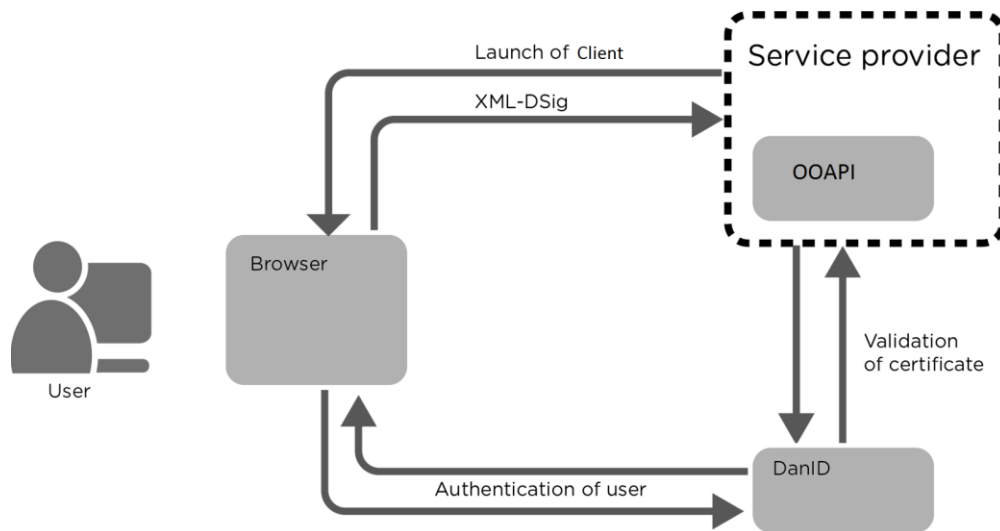 Launch of Client
Service provider
XML-DSig
OOAPI
Browser
Validation
of certificate
User
DanID
Authentication of user